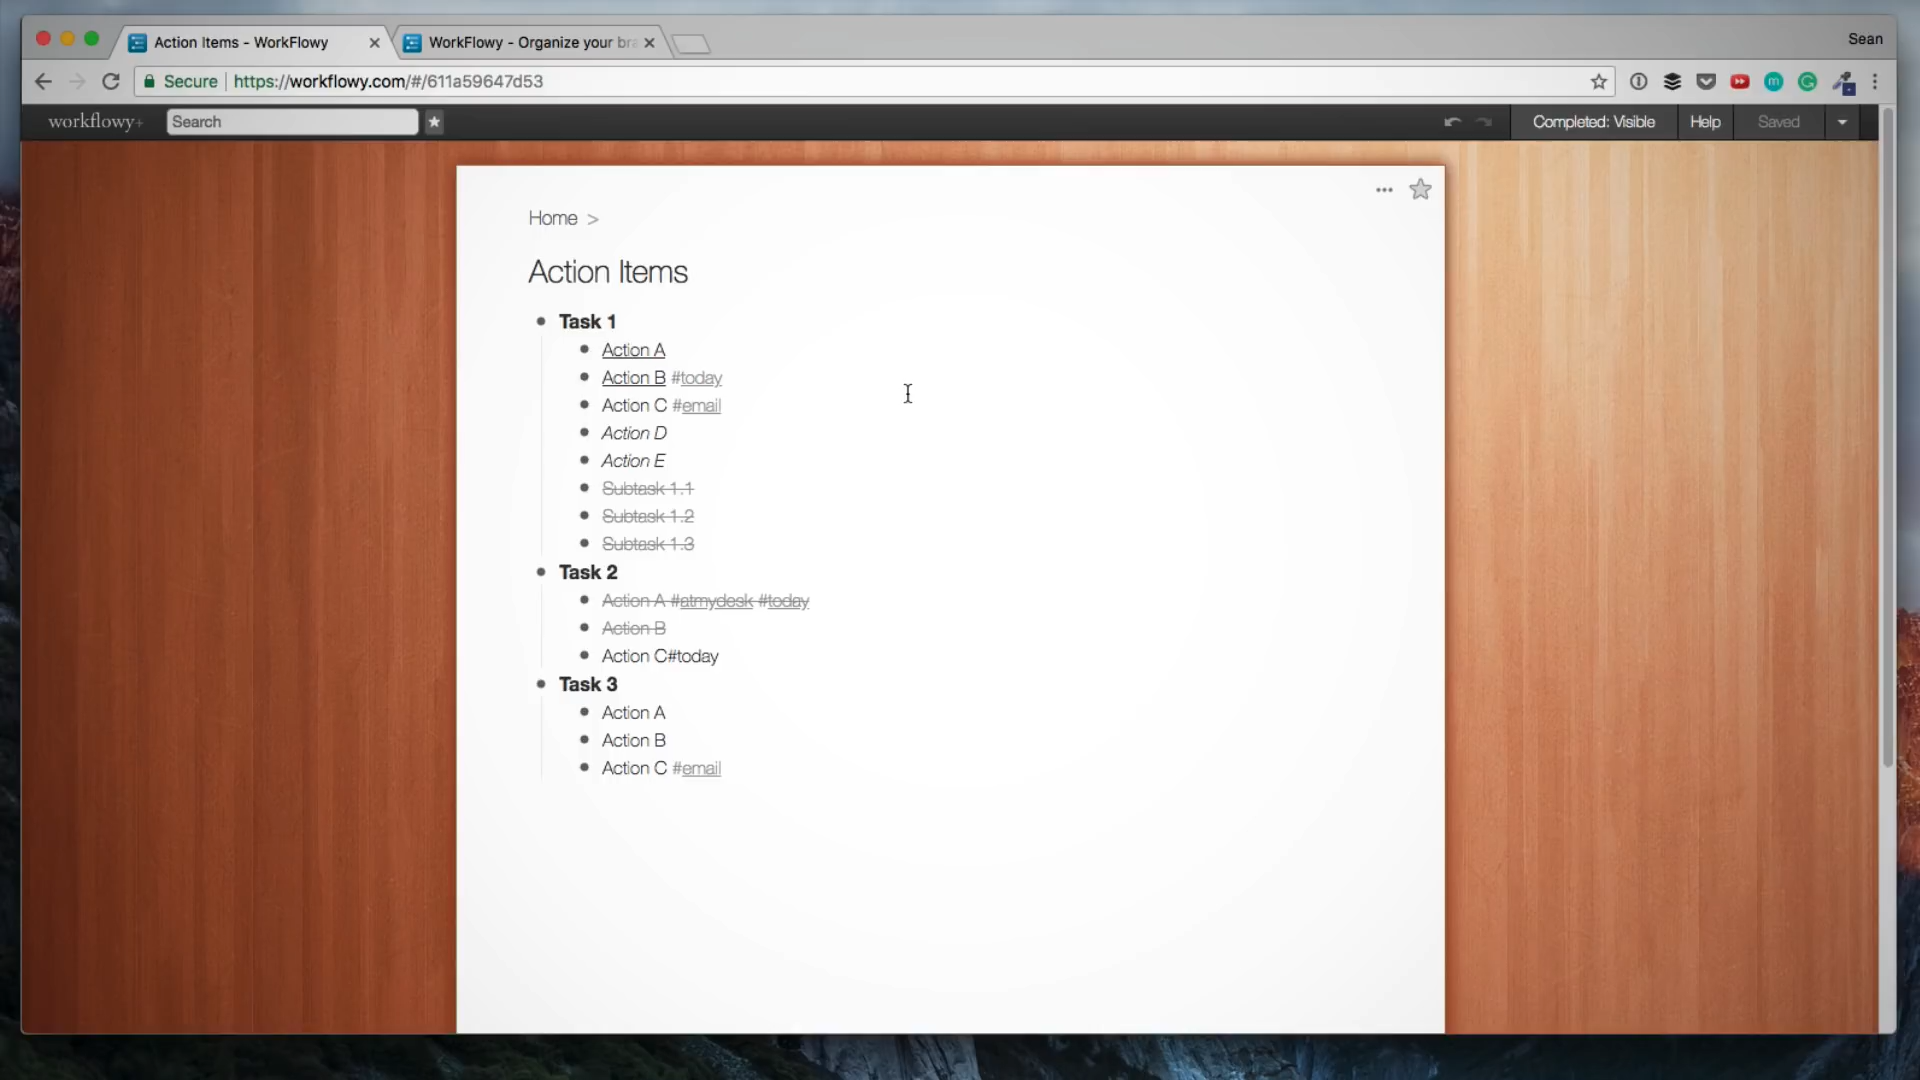 Action Items - WorkFlowy
WorkFlowy - Organize your bra
Sean
Secure https://workflowy.com/#/611a59647d53
workflowy+
Search
Completed: Visible
Help
Saved
Home >
Action Items
Task 1
Action A
Action B #today
Action C #email
Action D
Action E
Subtask 1.1
Subtask 1.2
Subtask 1.3
Task 2
Action A #atmydesk #today
Action B
Action C#today
Task 3
Action A
Action B
Action C #email